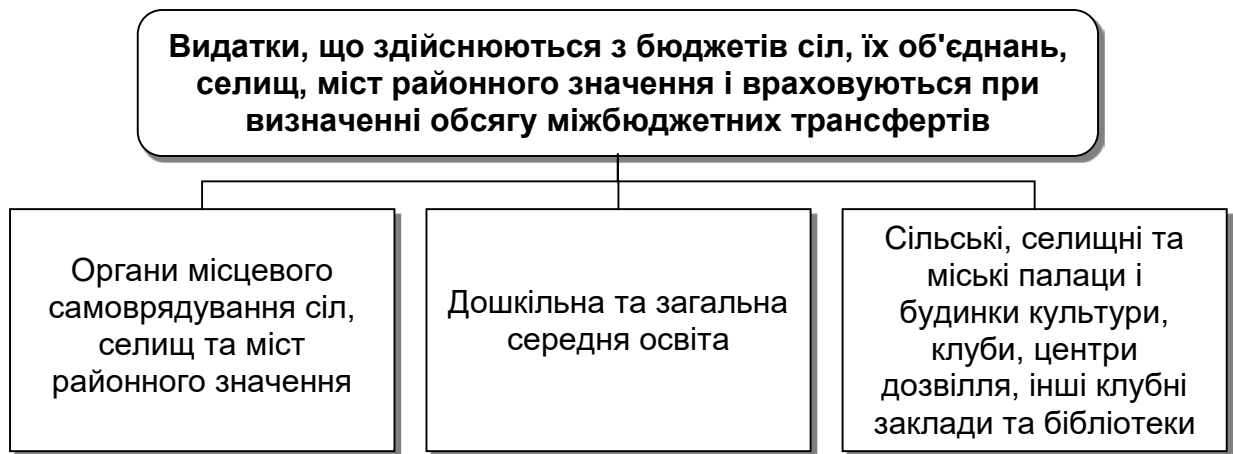 Видатки, що здійснюються з бюджетів сіл, їх об'єднань,
селищ, міст районного значення і враховуються при
визначенні обсягу міжбюджетних трансфертів
Органи місцевого
самоврядування сіл,
селищ та міст
районного значення
Дошкільна та загальна
середня освіта
Сільські, селищні та
міські палаци і
будинки культури,
клуби, центри
дозвілля, інші клубні
заклади та бібліотеки